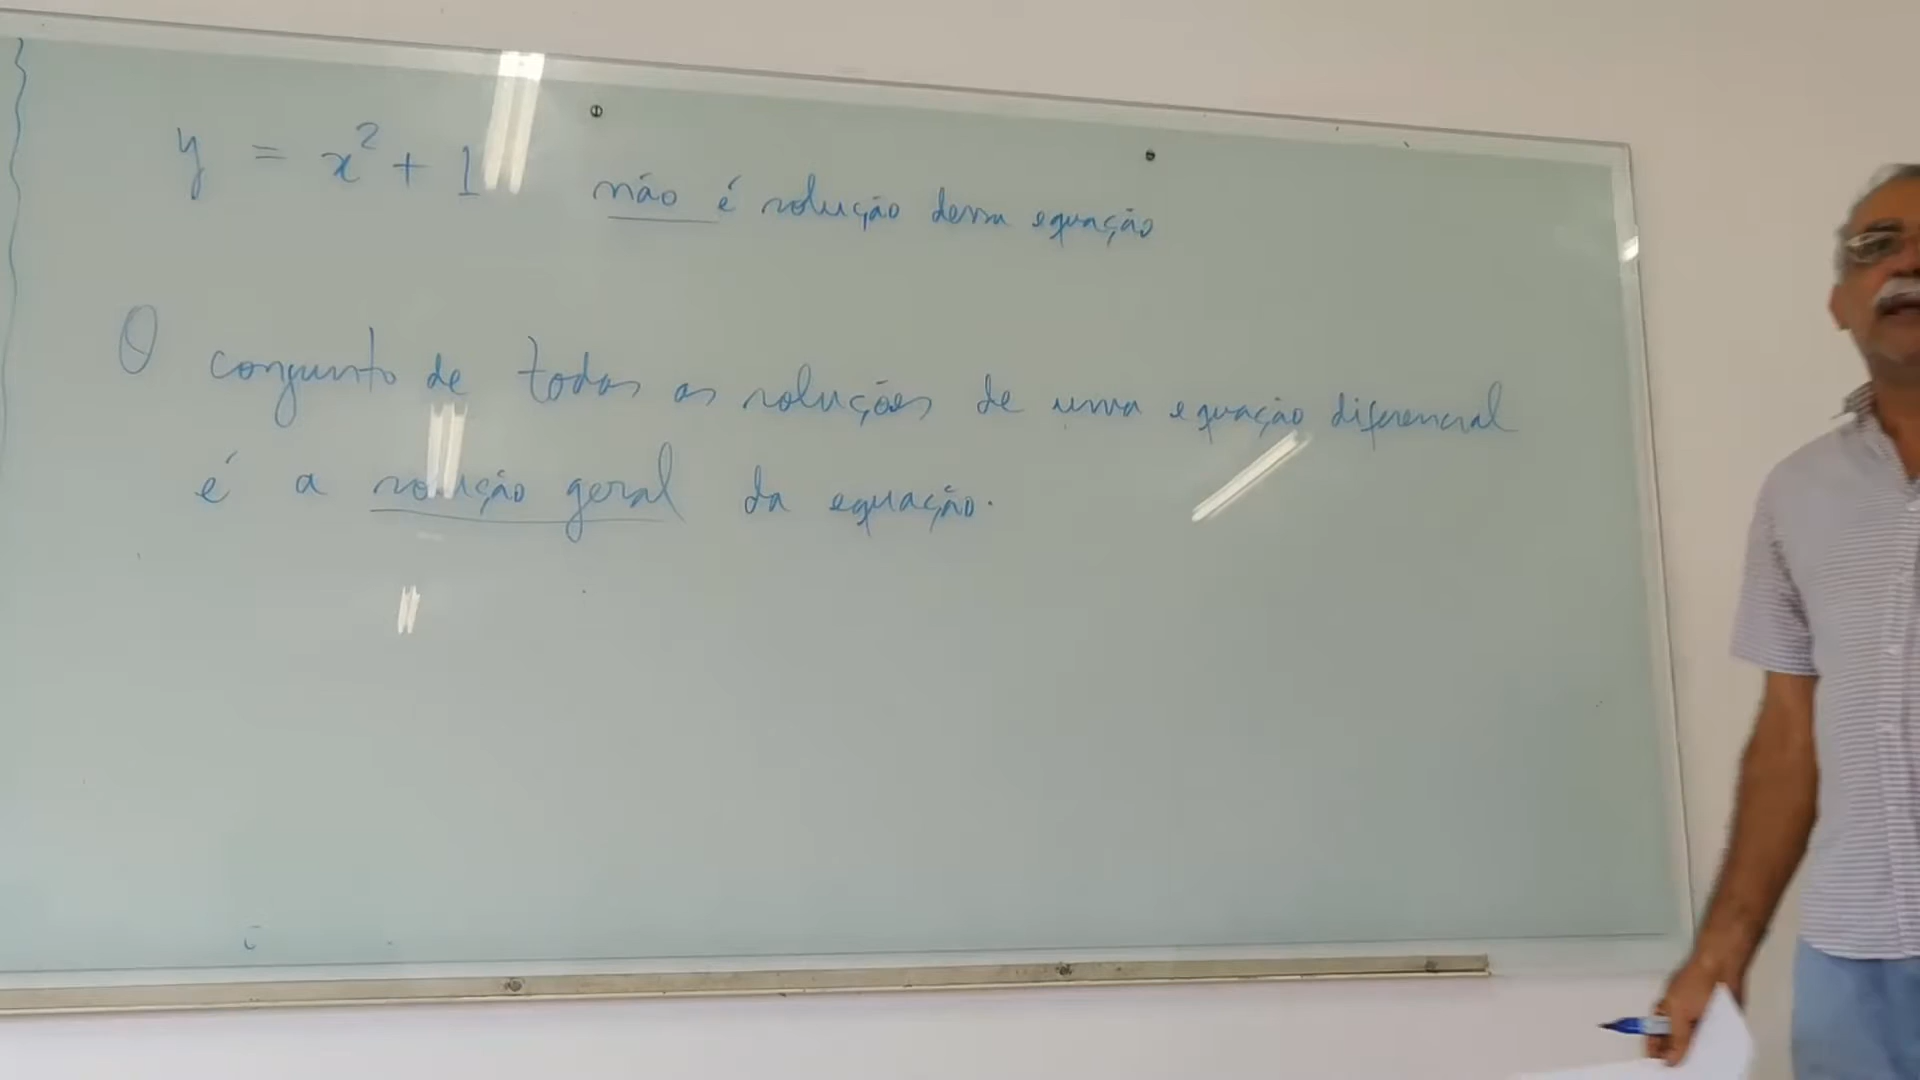 y = x² + 1 não é solução dessa equação
O conjunto de todas as soluções de uma equação diferencial
é a solução geral da equação.